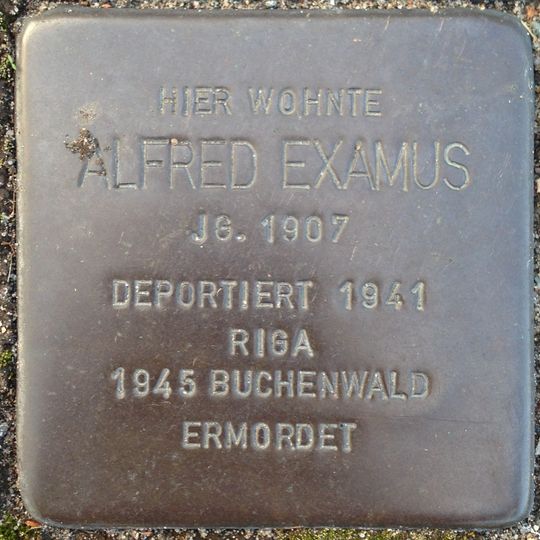 HIER WOHNTE
ALFRED EXAMUS
JG. 1907
DEPORTIERT 1941
RIGA
1945 BUCHENWALD
ERMORDET